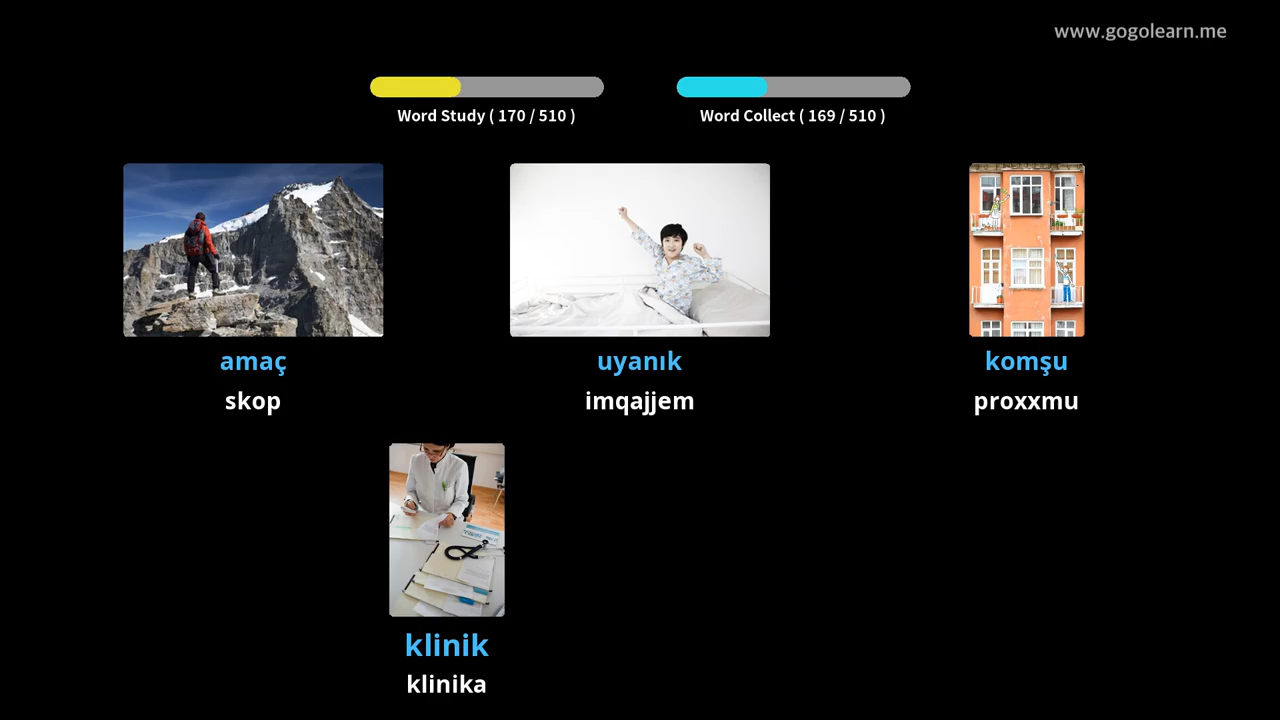 www.gogolearn.me
Word Study ( 170 / 510 )
Word Collect ( 169 / 510 )
amaç
uyanık
komşu
skop
imqajjem
proxxmu
klinik
klinika